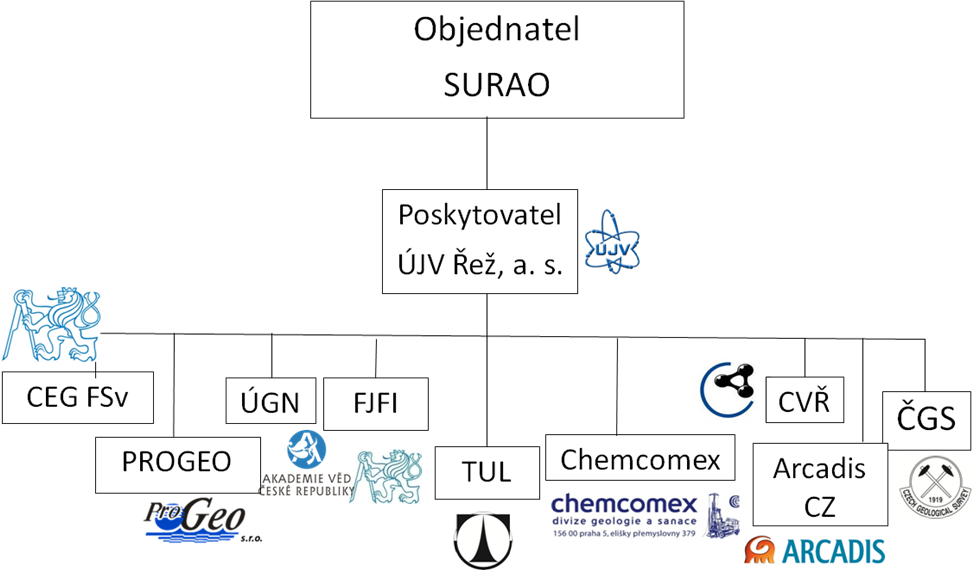 Objednatel
SURAO
Poskytovatel
ÚJV Řež, a. s.
ÚJV
CEG FSv
ÚGN
FJFI
CVŘ
ČGS
PROGEO
TUL
Chemcomex
Arcadis
CZ
AKADEMIE VĚD
ČESKÉ REPUBLIKY
ProGeo
s.r.o.
chemcomex
divize geologie a sanace
156 00 praha 5, elišky přemyslovny 379
ARCADIS
1919
CZECH GEOLOGICAL SURVEY